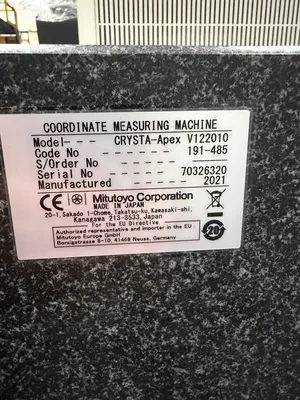 COORDINATE MEASURING MACHINE
Model- - - CRYSTA-Apex V122010
Code No 191-485
S/Order No
Serial No 70326320
Manufactured 2021
CE Mitutoyo Corporation
MADE IN JAPAN
20-1, Sakado 1-Chome, Takatsu-ku, Kawasaki-shi,
Kanagawa 213-8533, Japan
For the EU Directive
Authorized representative and importer in the EU
Mitutoyo Europe GmbH
Borsigstrasse 8-10, 41469 Neuss, Germany
20